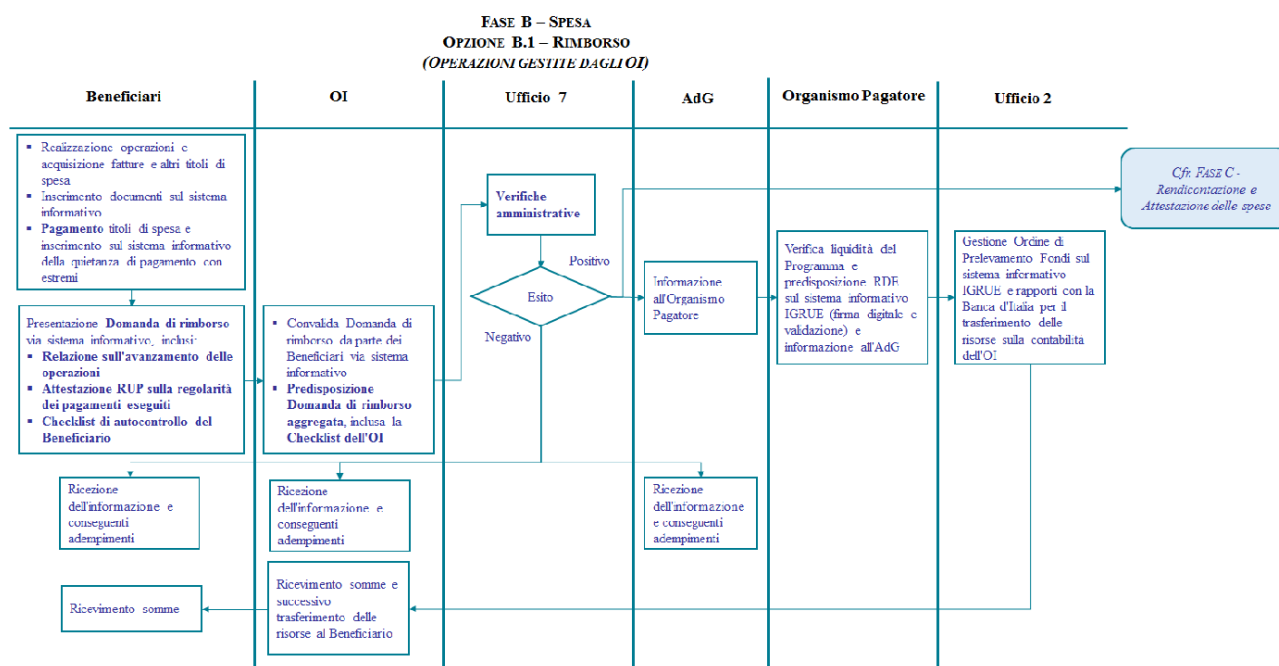 FASE B – SPESA
OPZIONE B.1 – RIMBORSO
(OPERAZIONI GESTITE DAGLI OI)
Beneficiari
OI
Ufficio 7
AdG
Organismo Pagatore
Ufficio 2
▪ Realizzazione operazioni e
acquisizione fatture e altri titoli di
spesa
▪ Inserimento documenti sul sistema
informativo
▪ Pagamento titoli di spesa e
inserimento sul sistema informativo
della quietanza di pagamento con
estremi
Presentazione Domanda di rimborso
via sistema informativo, inclusi:
▪ Relazione sull'avanzamento delle
operazioni
▪ Attestazione RUP sulla regolarità
dei pagamenti eseguiti
▪ Checklist di autocontrollo del
Beneficiario
▪ Convalida Domanda di
rimborso da parte dei
Beneficiari via sistema
informativo
▪ Predisposizione
Domanda di rimborso
aggregata, inclusa la
Checklist dell'OI
Verifiche
amministrative
Esito
Positivo
Negativo
Informazione
all'Organismo
Pagatore
Verifica liquidità del
Programma e
predisposizione RDE
sul sistema informativo
IGRUE (firma digitale e
validazione) e
informazione all'AdG
Gestione Ordine di
Prelevamento Fondi sul
sistema informativo
IGRUE e rapporti con la
Banca d'Italia per il
trasferimento delle
risorse sulla contabilità
dell'OI
Cfr. FASE C -
Rendicontazione e
Attestazione delle spese
Ricezione
dell'informazione e
conseguenti
adempimenti
Ricezione
dell'informazione e
conseguenti
adempimenti
Ricezione
dell'informazione
e conseguenti
adempimenti
Ricevimento somme
Ricevimento somme e
successivo
trasferimento delle
risorse al Beneficiario